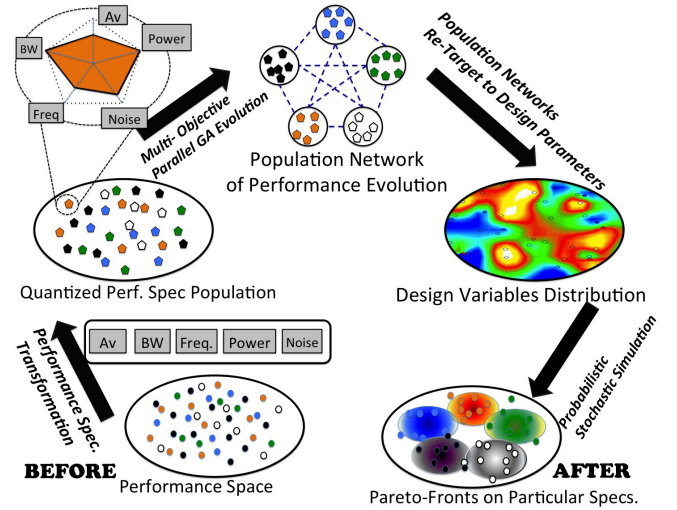 Av
BW
Power
Freq
Noise
Multi- Objective
Parallel GA Evolution
Population Network
of Performance Evolution
Population Networks
Re-Target to Design Parameters
Quantized Perf. Spec Population
Design Variables Distribution
Av BW Freq. Power Noise
Performance Spec.
Transformation
Probabilistic
Stochastic Simulation
BEFORE
Performance Space
AFTER
Pareto-Fronts on Particular Specs.